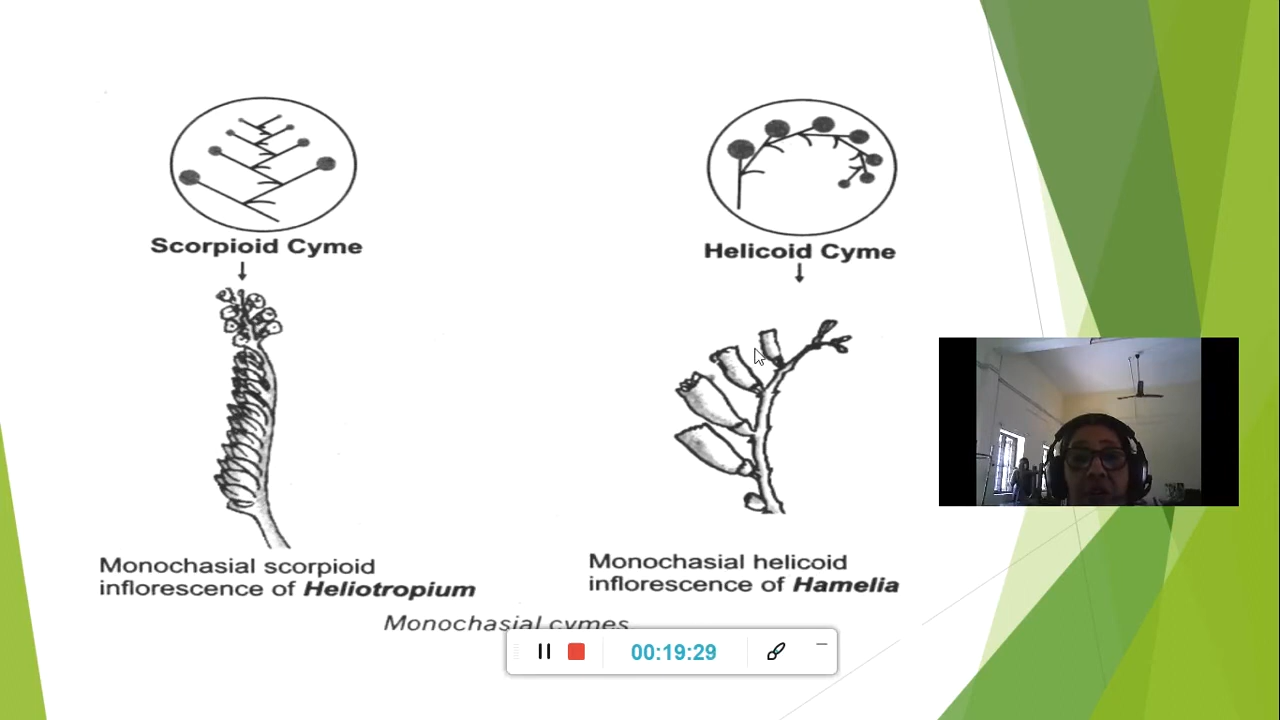 Scorpioid Cyme
Helicoid Cyme
Monochasial scorpioid
inflorescence of Heliotropium
Monochasial helicoid
inflorescence of Hamelia
Monochasial cymes
00:19:29